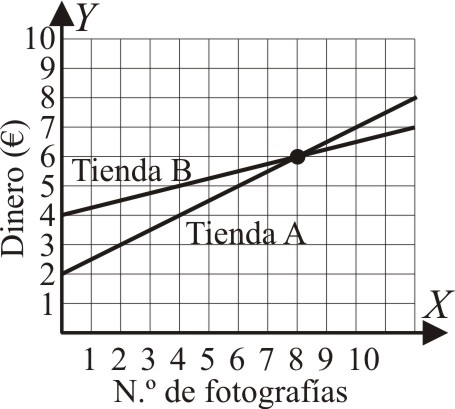 Y
10
9
8
7
6
5
4
3
2
1
Dinero (€)
Tienda B
Tienda A
X
1 2 3 4 5 6 7 8 9 10
N.º de fotografías